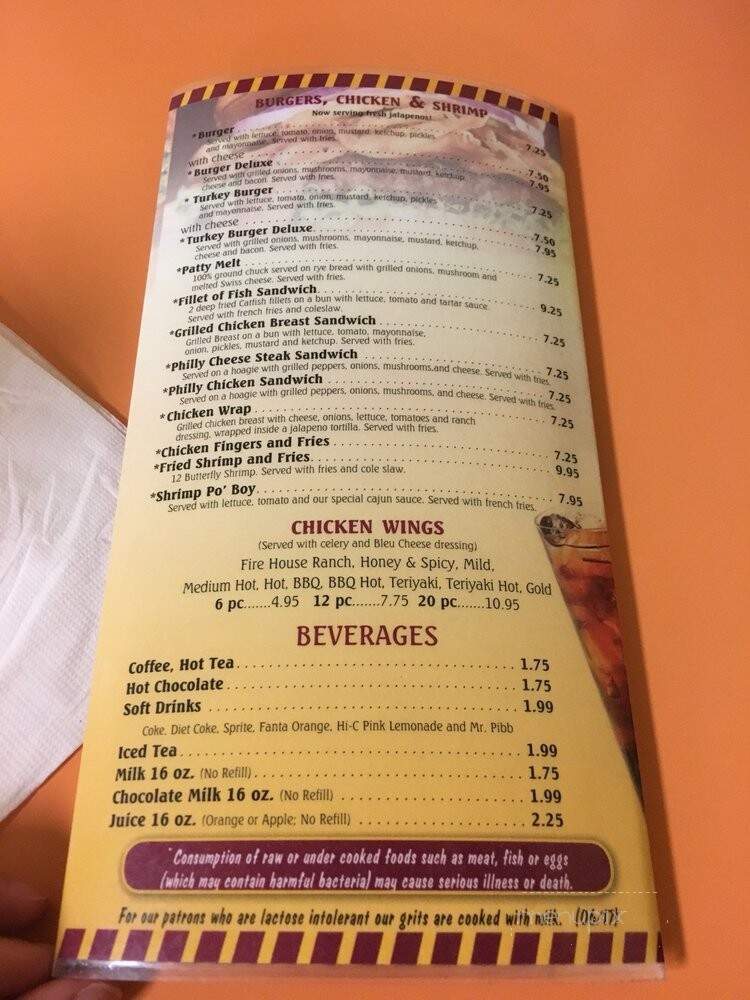 BURGERS, CHICKEN & SHRIMP
Now serving fresh jalapenos!
*Burger 7.25
Served with lettuce, tomato, onion, mustard, ketchup, pickles,
and mayonnaise. Served with fries.
with cheese 7.50
*Burger Deluxe 7.95
Served with grilled onions, mushrooms, mayonnaise, mustard, ketchup,
cheese and bacon. Served with fries.
* Turkey Burger 7.25
Served with lettuce, tomato, onion, mustard, ketchup, pickles,
and mayonnaise. Served with fries.
with cheese 7.50
*Turkey Burger Deluxe 7.95
Served with grilled onions, mushrooms, mayonnaise, mustard, ketchup,
cheese and bacon. Served with fries.
*Patty Melt 7.25
100% ground chuck served on rye bread with grilled onions, mushroom and
melted Swiss cheese. Served with fries.
*Fillet of Fish Sandwich 9.25
2 deep fried Catfish fillets on a bun with lettuce, tomato and tartar sauce.
Served with french fries and coleslaw.
*Grilled Chicken Breast Sandwich 7.25
Grilled Breast on a bun with lettuce, tomato, mayonnaise,
onion, pickles, mustard and ketchup. Served with fries.
*Philly Cheese Steak Sandwich 7.25
Served on a hoagie with grilled peppers, onions, mushrooms,and cheese. Served with fries.
*Philly Chicken Sandwich 7.25
Served on a hoagie with grilled peppers, onions, mushrooms, and cheese. Served with fries.
*Chicken Wrap 7.25
Grilled chicken breast with cheese, onions, lettuce, tomatoes and ranch
dressing, wrapped inside a jalapeno tortilla. Served with fries.
*Chicken Fingers and Fries 7.25
*Fried Shrimp and Fries 9.95
12 Butterfly Shrimp. Served with fries and cole slaw.
*Shrimp Po' Boy 7.95
Served with lettuce, tomato and our special cajun sauce. Served with french fries.
CHICKEN WINGS
(Served with celery and Bleu Cheese dressing)
Fire House Ranch, Honey & Spicy, Mild,
Medium Hot, Hot, BBQ, BBQ Hot, Teriyaki, Teriyaki Hot, Gold
6 pc.......4.95 12 pc.......7.75 20 pc.......10.95
BEVERAGES
Coffee, Hot Tea 1.75
Hot Chocolate 1.75
Soft Drinks 1.99
Coke, Diet Coke, Sprite, Fanta Orange, Hi-C Pink Lemonade and Mr. Pibb
Iced Tea 1.99
Milk 16 oz. (No Refill) 1.75
Chocolate Milk 16 oz. (No Refill) 1.99
Juice 16 oz. (Orange or Apple; No Refill) 2.25
*Consumption of raw or under cooked foods such as meat, fish or eggs
(which may contain harmful bacteria) may cause serious illness or death.
For our patrons who are lactose intolerant our grits are cooked with milk. (06/17)